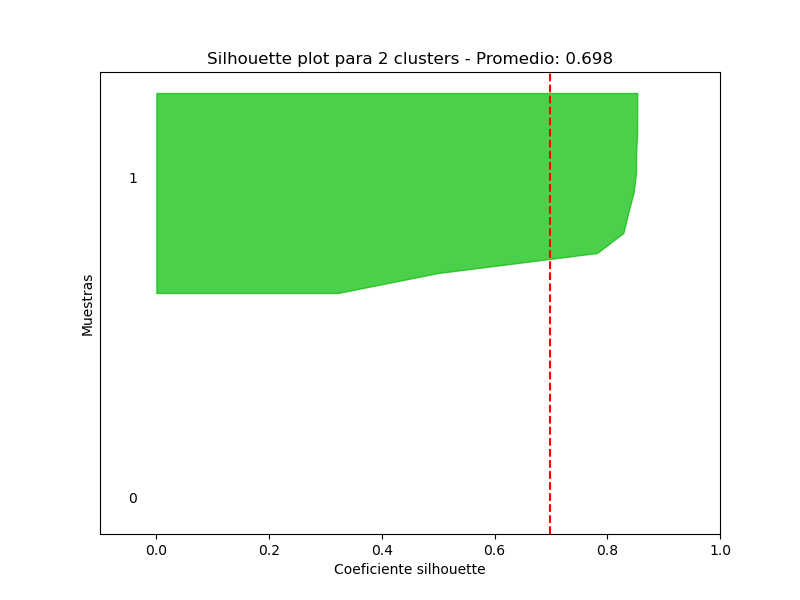 Silhouette plot para 2 clusters - Promedio: 0.698
1
Muestras
0
0.0 0.2 0.4 0.6 0.8 1.0
Coeficiente silhouette